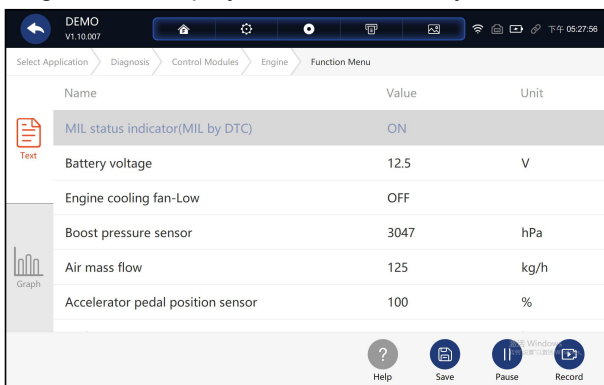 DEMO
V1.10.007
下午 05:27:56
Select Application
Diagnosis
Control Modules
Engine
Function Menu
Name Value Unit
Text
MIL status indicator(MIL by DTC) ON
Battery voltage 12.5 V
Engine cooling fan-Low OFF
Boost pressure sensor 3047 hPa
Graph
Air mass flow 125 kg/h
Accelerator pedal position sensor 100 %
Windows
Help Save Pause Record